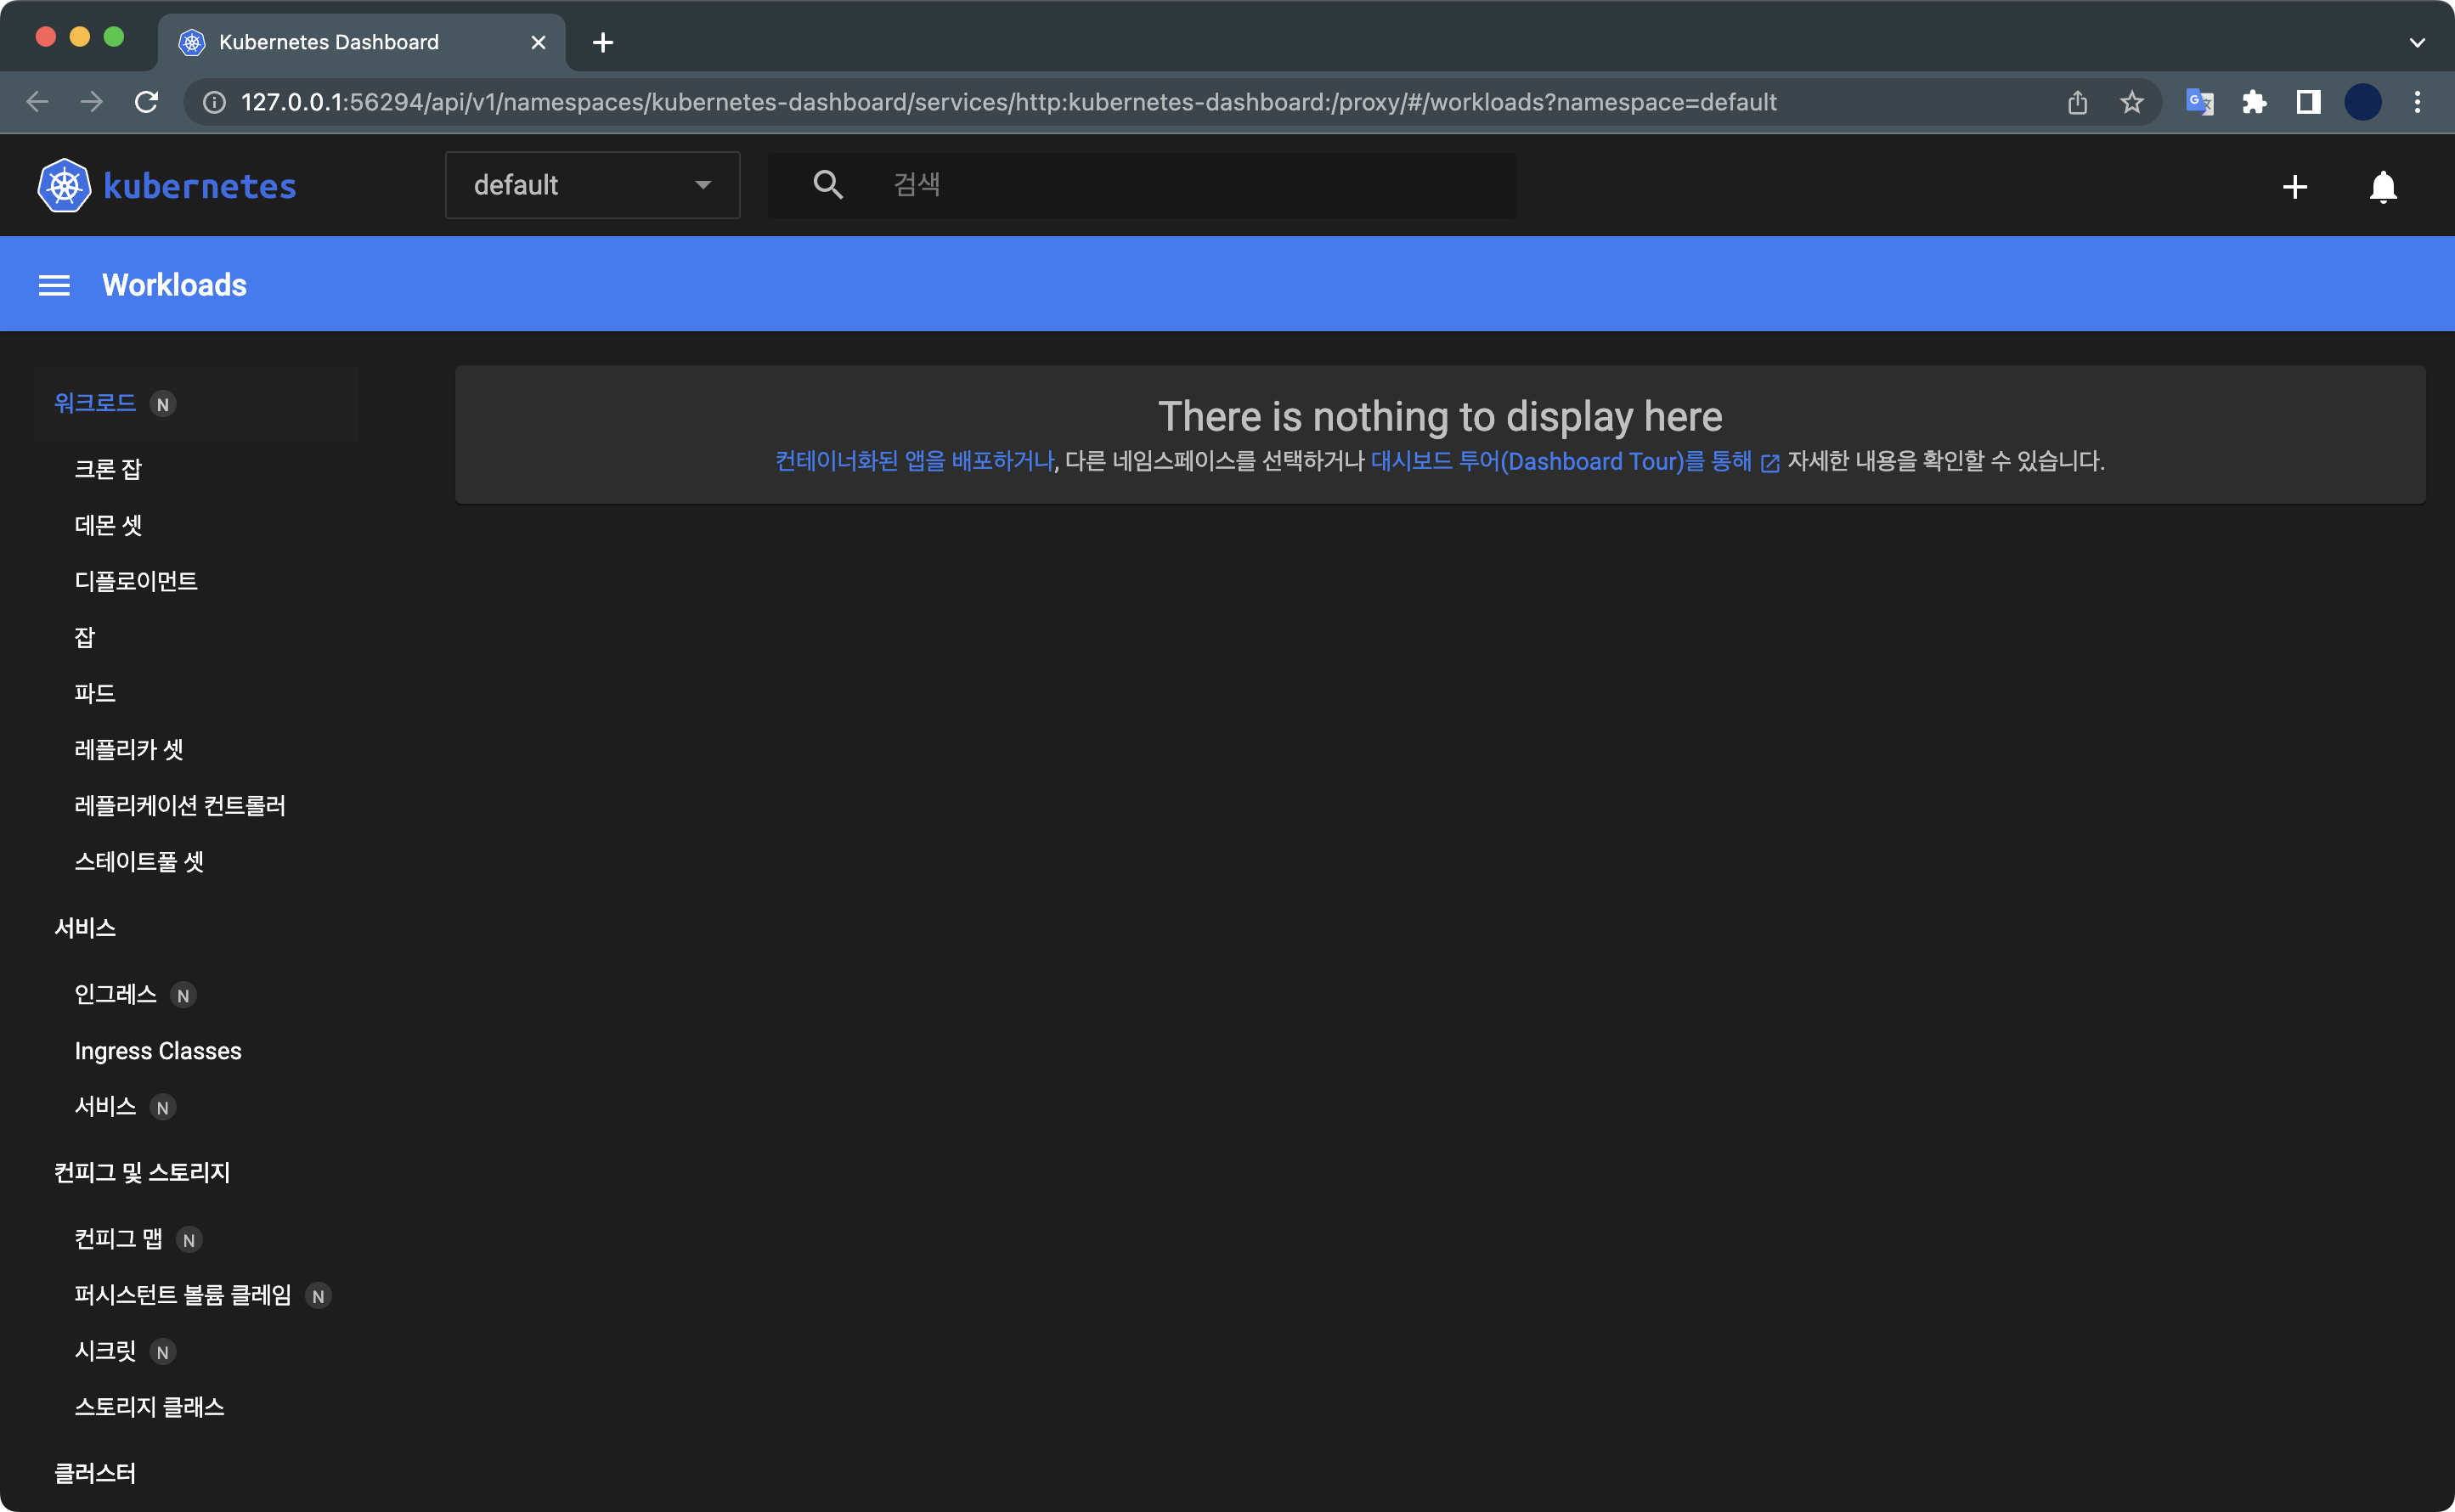 Kubernetes Dashboard
127.0.0.1:56294/api/v1/namespaces/kubernetes-dashboard/services/http:kubernetes-dashboard:/proxy/#/workloads?namespace=default
kubernetes
default
검색
Workloads
워크로드 N
There is nothing to display here
컨테이너화된 앱을 배포하거나, 다른 네임스페이스를 선택하거나 대시보드 투어(Dashboard Tour)를 통해 자세한 내용을 확인할 수 있습니다.
크론 잡
데몬 셋
디플로이먼트
잡
파드
레플리카 셋
레플리케이션 컨트롤러
스테이트풀 셋
서비스
인그레스 N
Ingress Classes
서비스 N
컨피그 및 스토리지
컨피그 맵 N
퍼시스턴트 볼륨 클레임 N
시크릿 N
스토리지 클래스
클러스터